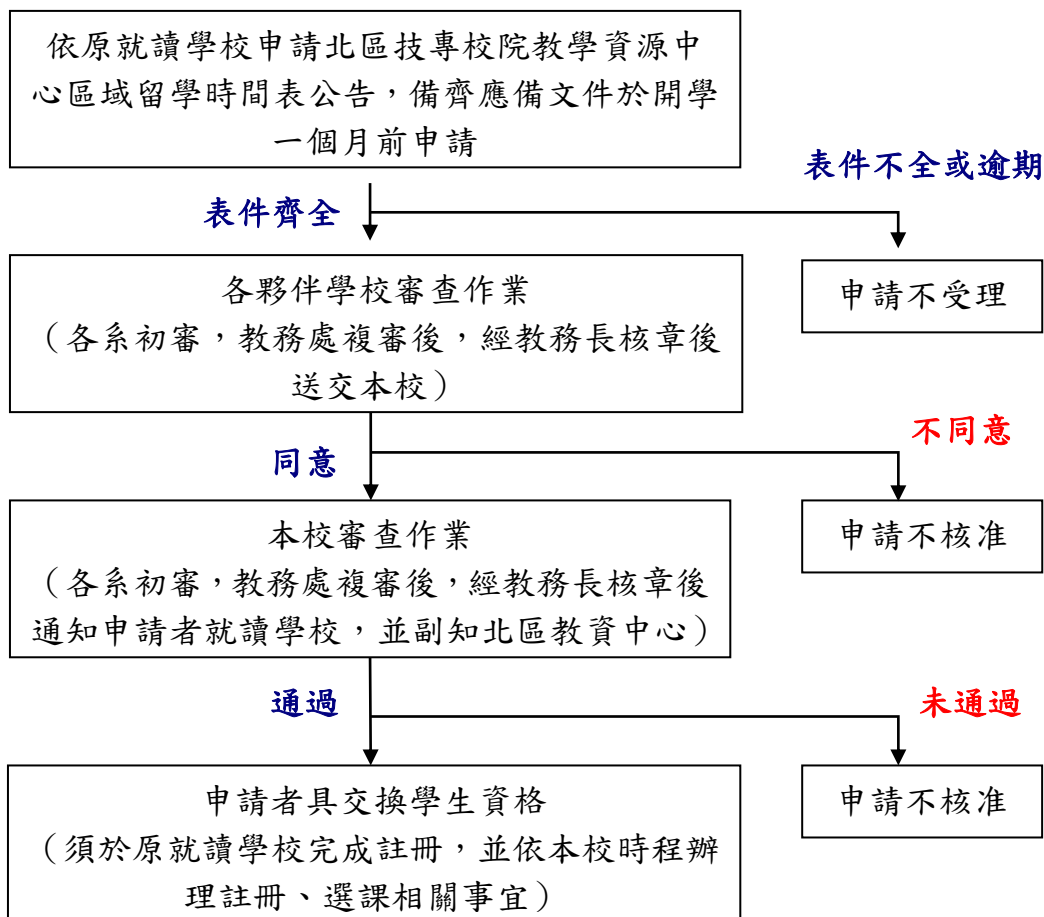 依原就讀學校申請北區技專校院教學資源中
心區域留學時間表公告，備齊應備文件於開學
一個月前申請
表件不全或逾期
表件齊全
各夥伴學校審查作業
（各系初審，教務處複審後，經教務長核章後
送交本校）
申請不受理
不同意
同意
本校審查作業
（各系初審，教務處複審後，經教務長核章後
通知申請者就讀學校，並副知北區教資中心）
申請不核准
通過
未通過
申請者具交換學生資格
（須於原就讀學校完成註冊，並依本校時程辦
理註冊、選課相關事宜）
申請不核准